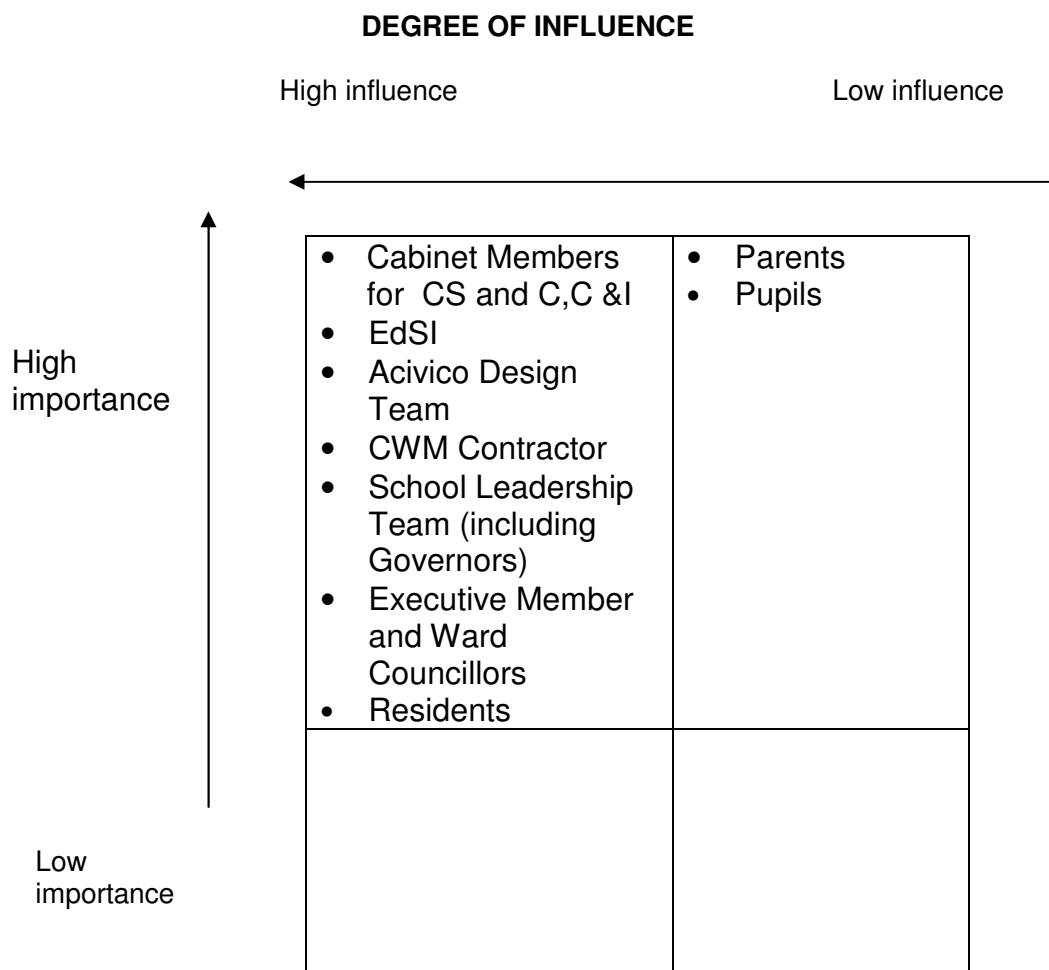 DEGREE OF INFLUENCE
High influence Low influence
High
importance
• Cabinet Members
for CS and C,C &I
• EdSI
• Acivico Design
Team
• CWM Contractor
• School Leadership
Team (including
Governors)
• Executive Member
and Ward
Councillors
• Residents
• Parents
• Pupils
Low
importance